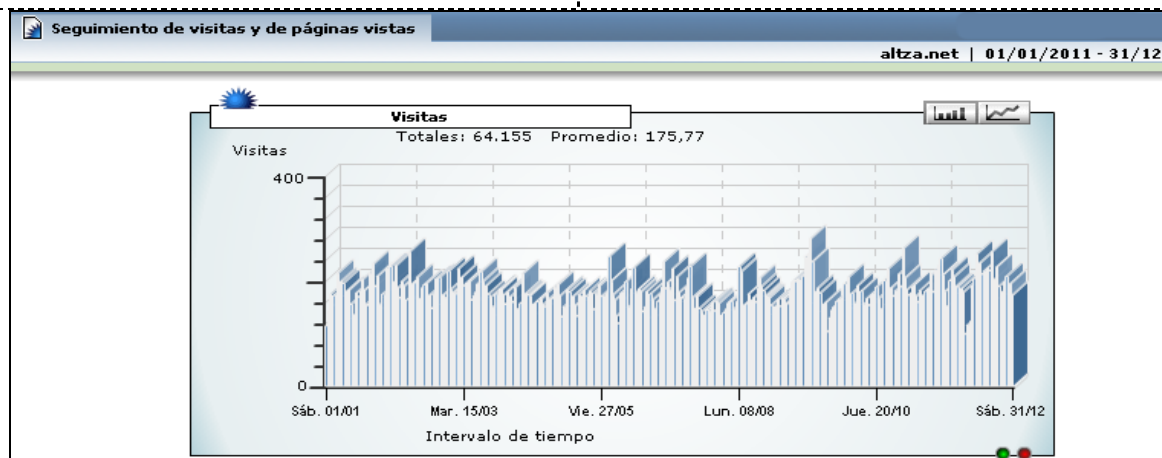 Seguimiento de visitas y de páginas vistas
altza.net | 01/01/2011 - 31/12
Visitas
Totales: 64.155 Promedio: 175,77
Visitas
400
0
Sáb. 01/01 Mar. 15/03 Vie. 27/05 Lun. 08/08 Jue. 20/10 Sáb. 31/12
Intervalo de tiempo